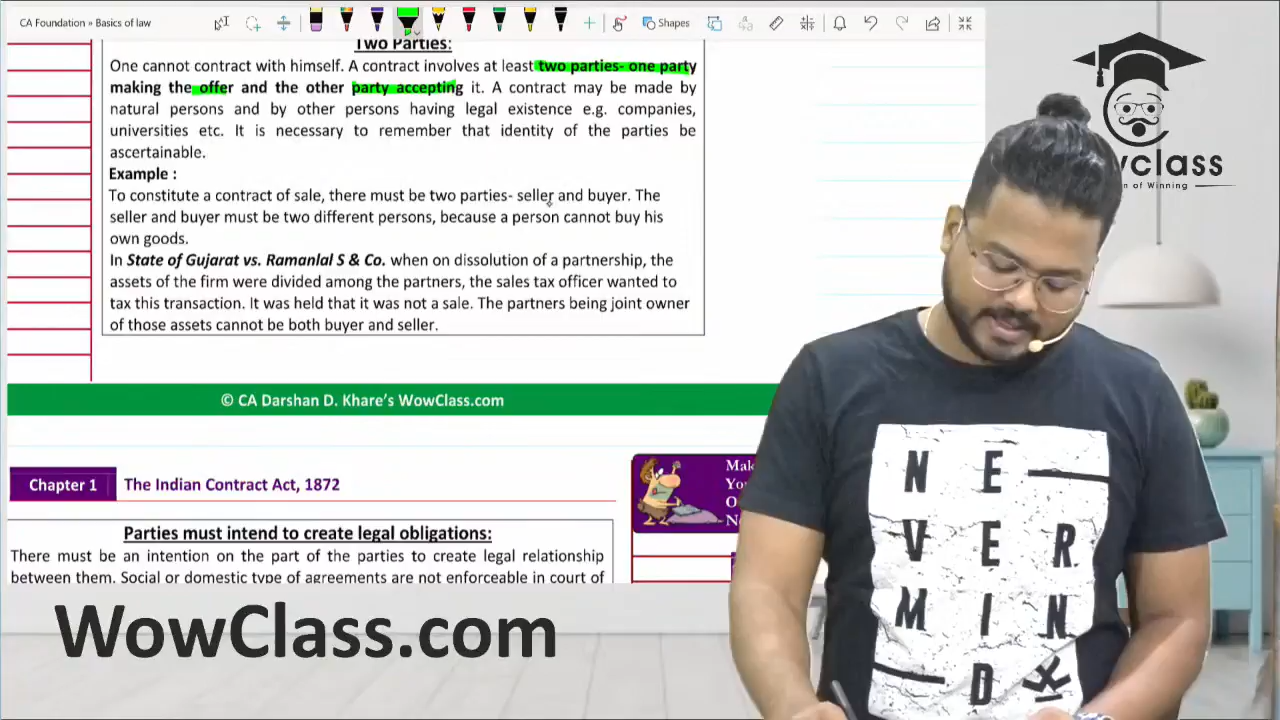 CA Foundation » Basics of law
Shapes
Two Parties:
One cannot contract with himself. A contract involves at least two parties- one party
making the offer and the other party accepting it. A contract may be made by
natural persons and by other persons having legal existence e.g. companies,
universities etc. It is necessary to remember that identity of the parties be
ascertainable.
Example :
To constitute a contract of sale, there must be two parties- seller and buyer. The
seller and buyer must be two different persons, because a person cannot buy his
own goods.
In State of Gujarat vs. Ramanlal S & Co. when on dissolution of a partnership, the
assets of the firm were divided among the partners, the sales tax officer wanted to
tax this transaction. It was held that it was not a sale. The partners being joint owner
of those assets cannot be both buyer and seller.
© CA Darshan D. Khare's WowClass.com
Chapter 1 The Indian Contract Act, 1872
Parties must intend to create legal obligations:
There must be an intention on the part of the parties to create legal relationship
between them. Social or domestic type of agreements are not enforceable in court of
WowClass.com
wclass
n of Winning
NE
VER
MIN
D